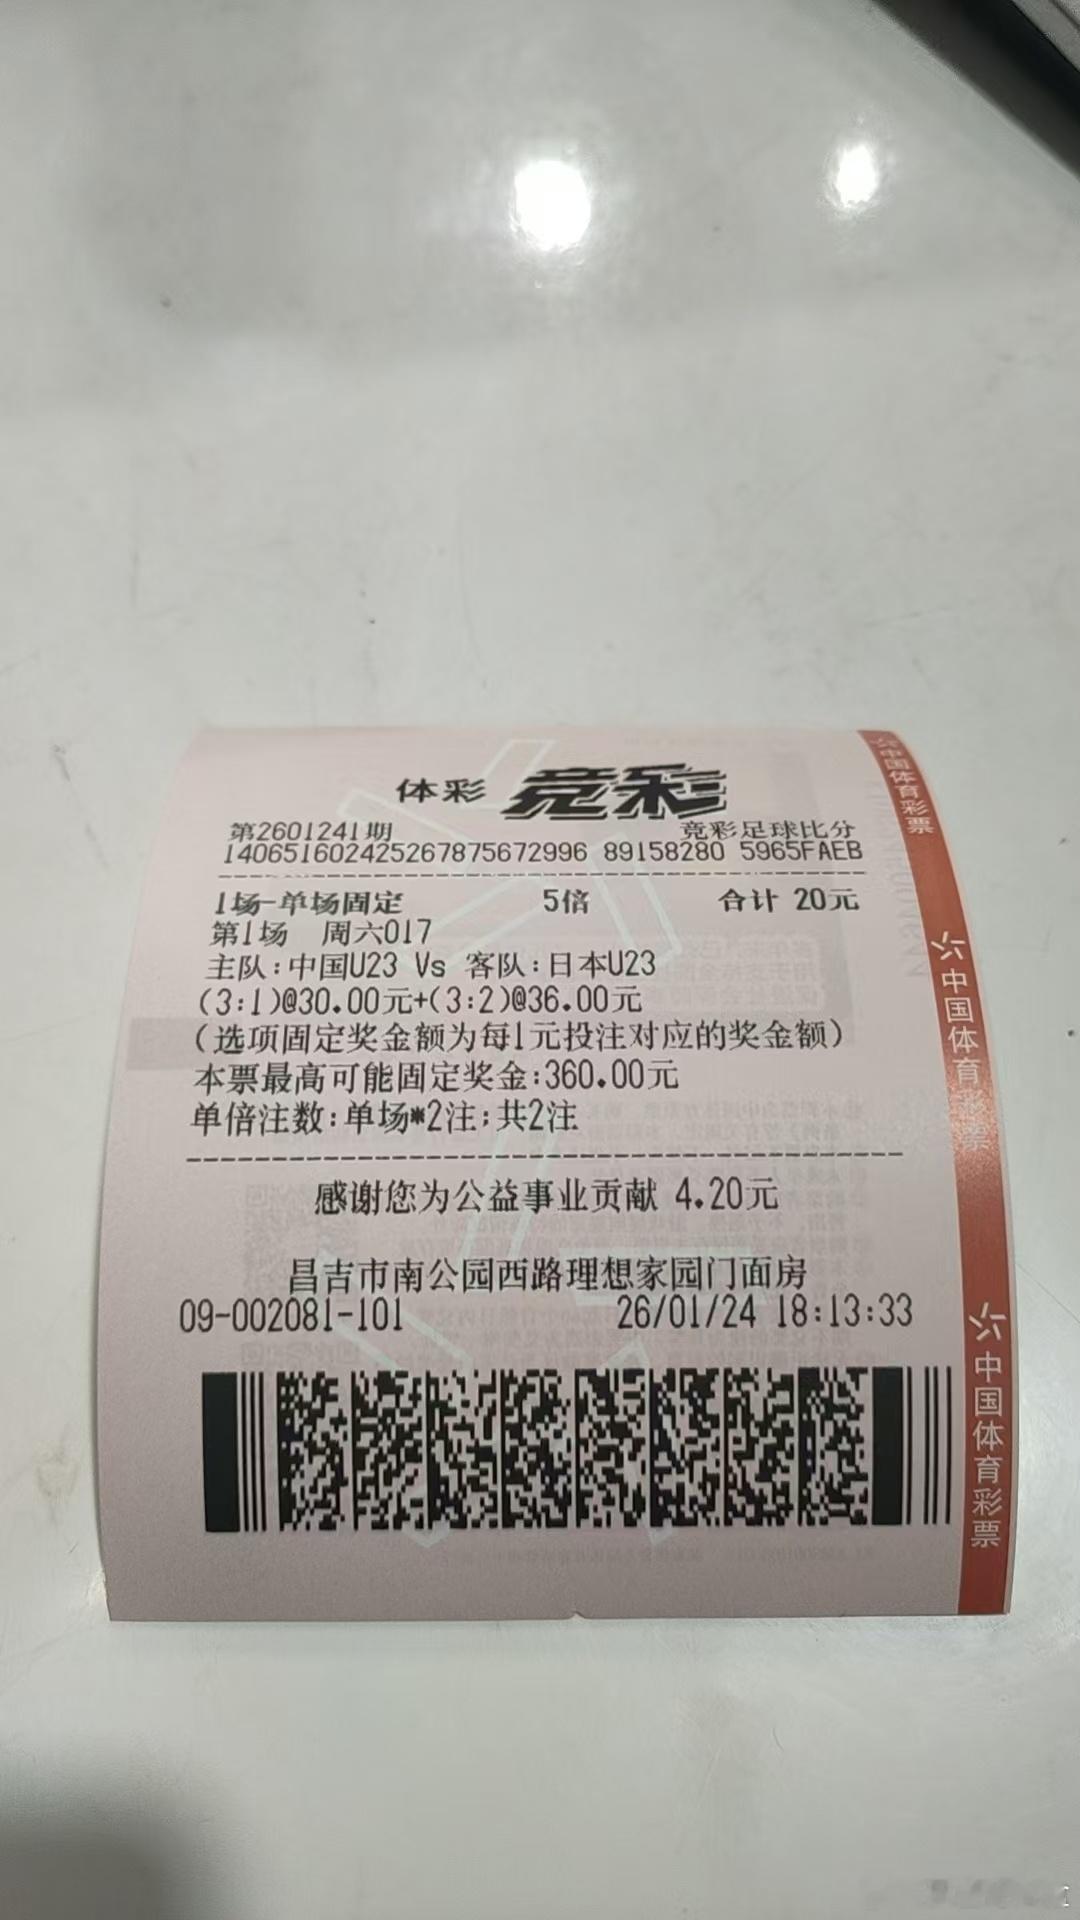 体彩 竞彩
第2601241期 竞彩足球比分
140651602425267875672996 89158280 5965FAEB
1场-单场固定 5倍 合计 20元
第1场 周六017
主队:中国U23 Vs 客队:日本U23
(3:1)@30.00元+(3:2)@36.00元
(选项固定奖金额为每1元投注对应的奖金额)
本票最高可能固定奖金:360.00元
单倍注数:单场*2注;共2注
感谢您为公益事业贡献 4.20元
昌吉市南公园西路理想家园门面房
09-002081-101 26/01/24 18:13:33
中国体育彩票
中国体育彩票
中国体育彩票